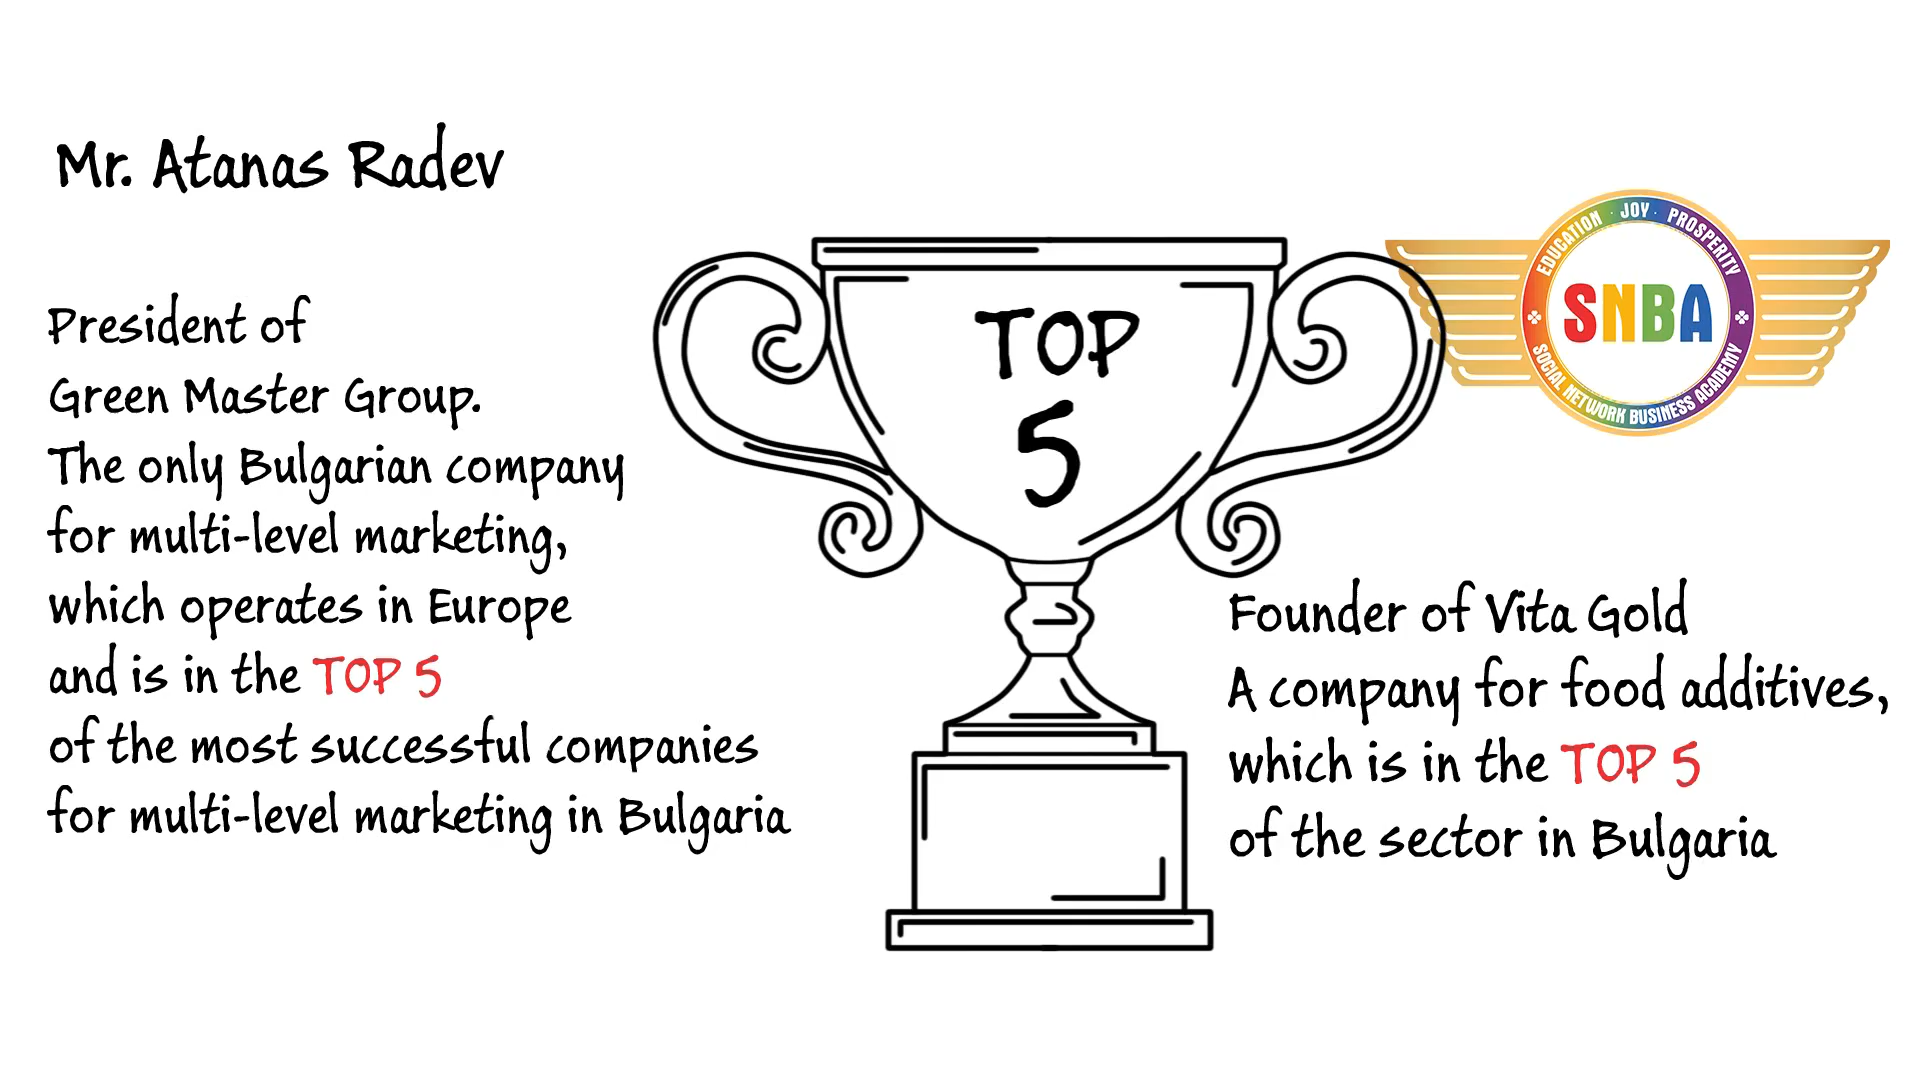 Mr. Atanas Radev
President of
Green Master Group.
The only Bulgarian company
for multi-level marketing,
which operates in Europe
and is in the TOP 5
of the most successful companies
for multi-level marketing in Bulgaria
TOP
5
EDUCATION · JOY · PROSPERITY
SNBA
SOCIAL NETWORK BUSINESS ACADEMY
Founder of Vita Gold
A company for food additives,
which is in the TOP 5
of the sector in Bulgaria